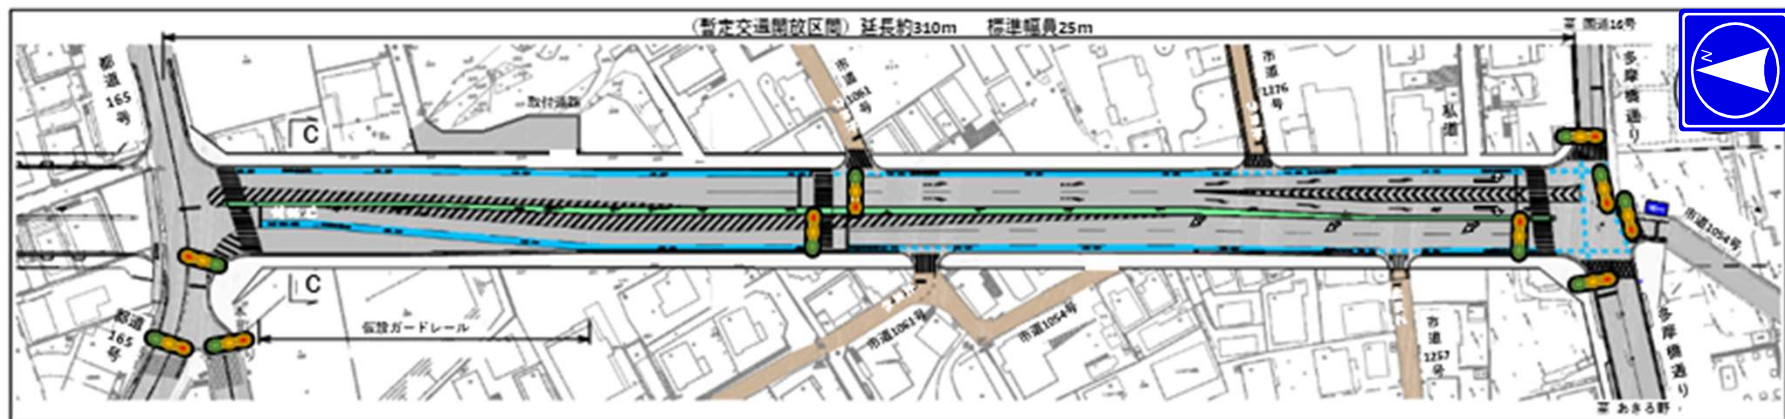 （暫定交通開放区間）延長約310m　標準幅員25m
至 国道16号
N
都道
165
号
C
取付道路
市道
1061
号
市道
1276
号
私道
多摩橋通り
市道1054号
C
都道
165
号
仮設ガードレール
市道1061号
市道1054号
市道
1257
号
多摩橋通り
至 あきる野